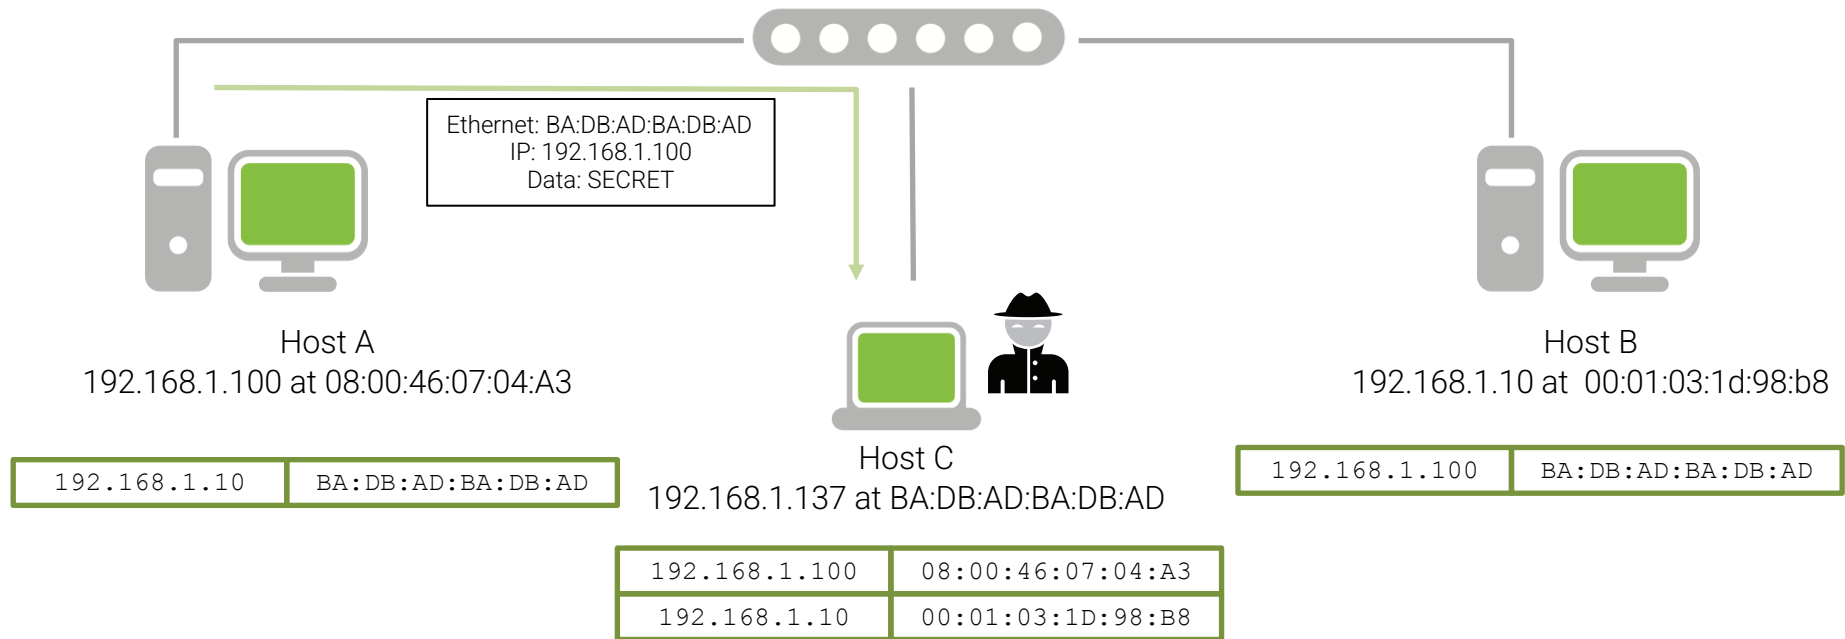 Ethernet: BA:DB:AD:BA:DB:AD
IP: 192.168.1.100
Data: SECRET
Host A
192.168.1.100 at 08:00:46:07:04:A3
Host B
192.168.1.10 at 00:01:03:1d:98:b8
192.168.1.10 BA:DB:AD:BA:DB:AD
Host C
192.168.1.137 at BA:DB:AD:BA:DB:AD
192.168.1.100 BA:DB:AD:BA:DB:AD
192.168.1.100 08:00:46:07:04:A3
192.168.1.10 00:01:03:1D:98:B8